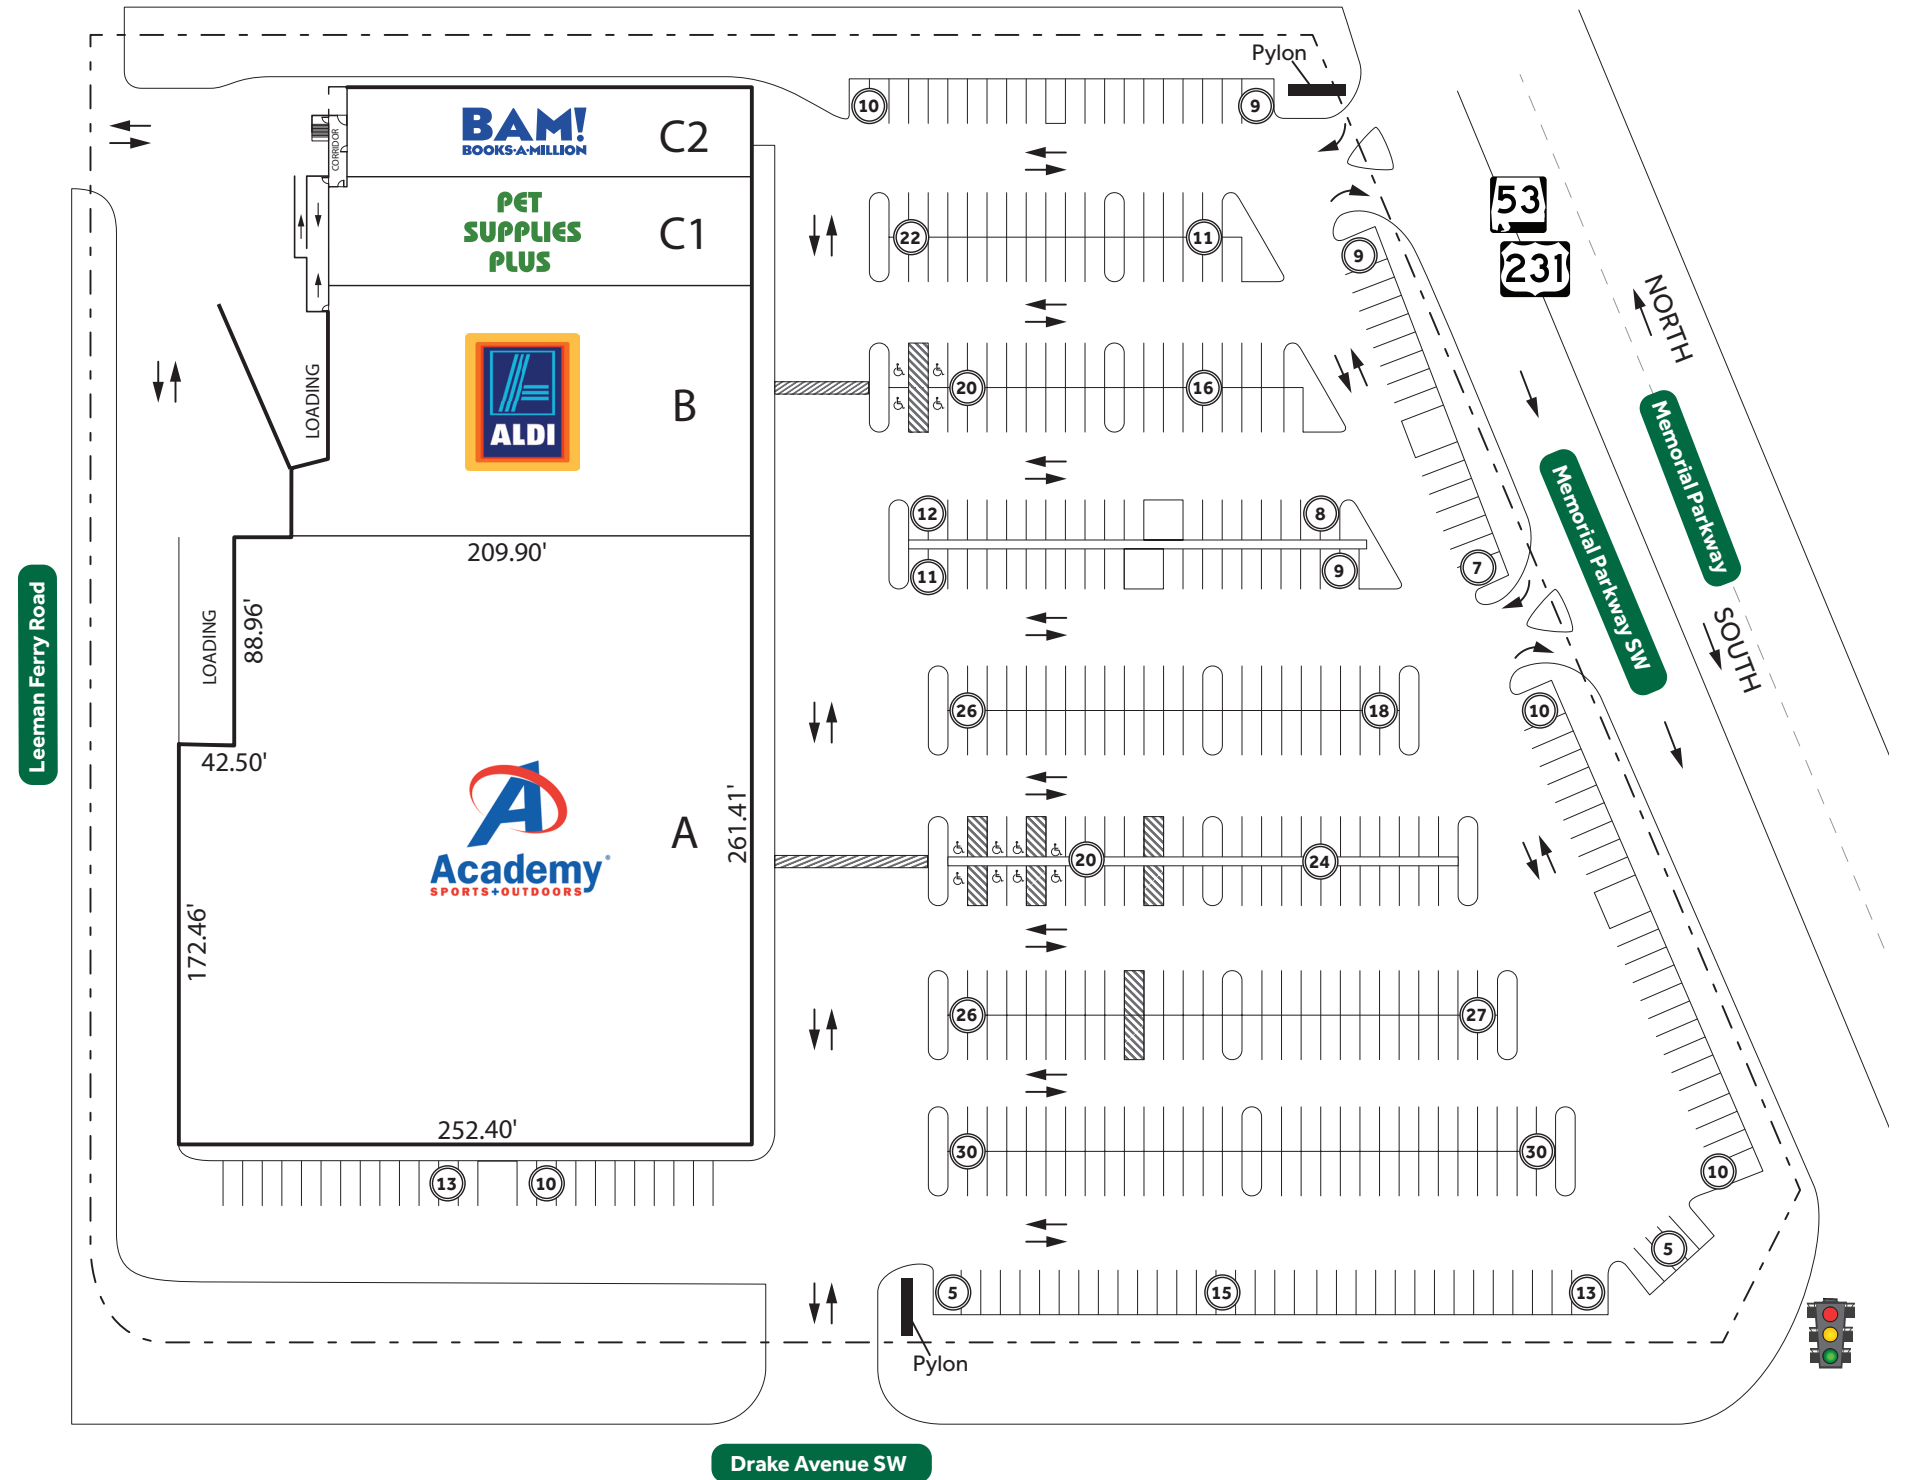 Pylon
10
9
BAM!
BOOKS·A·MILLION
C2
CORRIDOR
53
231
PET
SUPPLIES
PLUS
C1
22
11
9
NORTH
LOADING
ALDI
B
20
16
Memorial Parkway
Memorial Parkway SW
12
8
11
9
7
209.90'
Leeman Ferry Road
LOADING
88.96'
42.50'
SOUTH
26
18
10
A
261.41'
Academy
SPORTS+OUTDOORS
20
24
172.46'
26
27
252.40'
30
30
10
13
10
5
5
15
13
Pylon
Drake Avenue SW